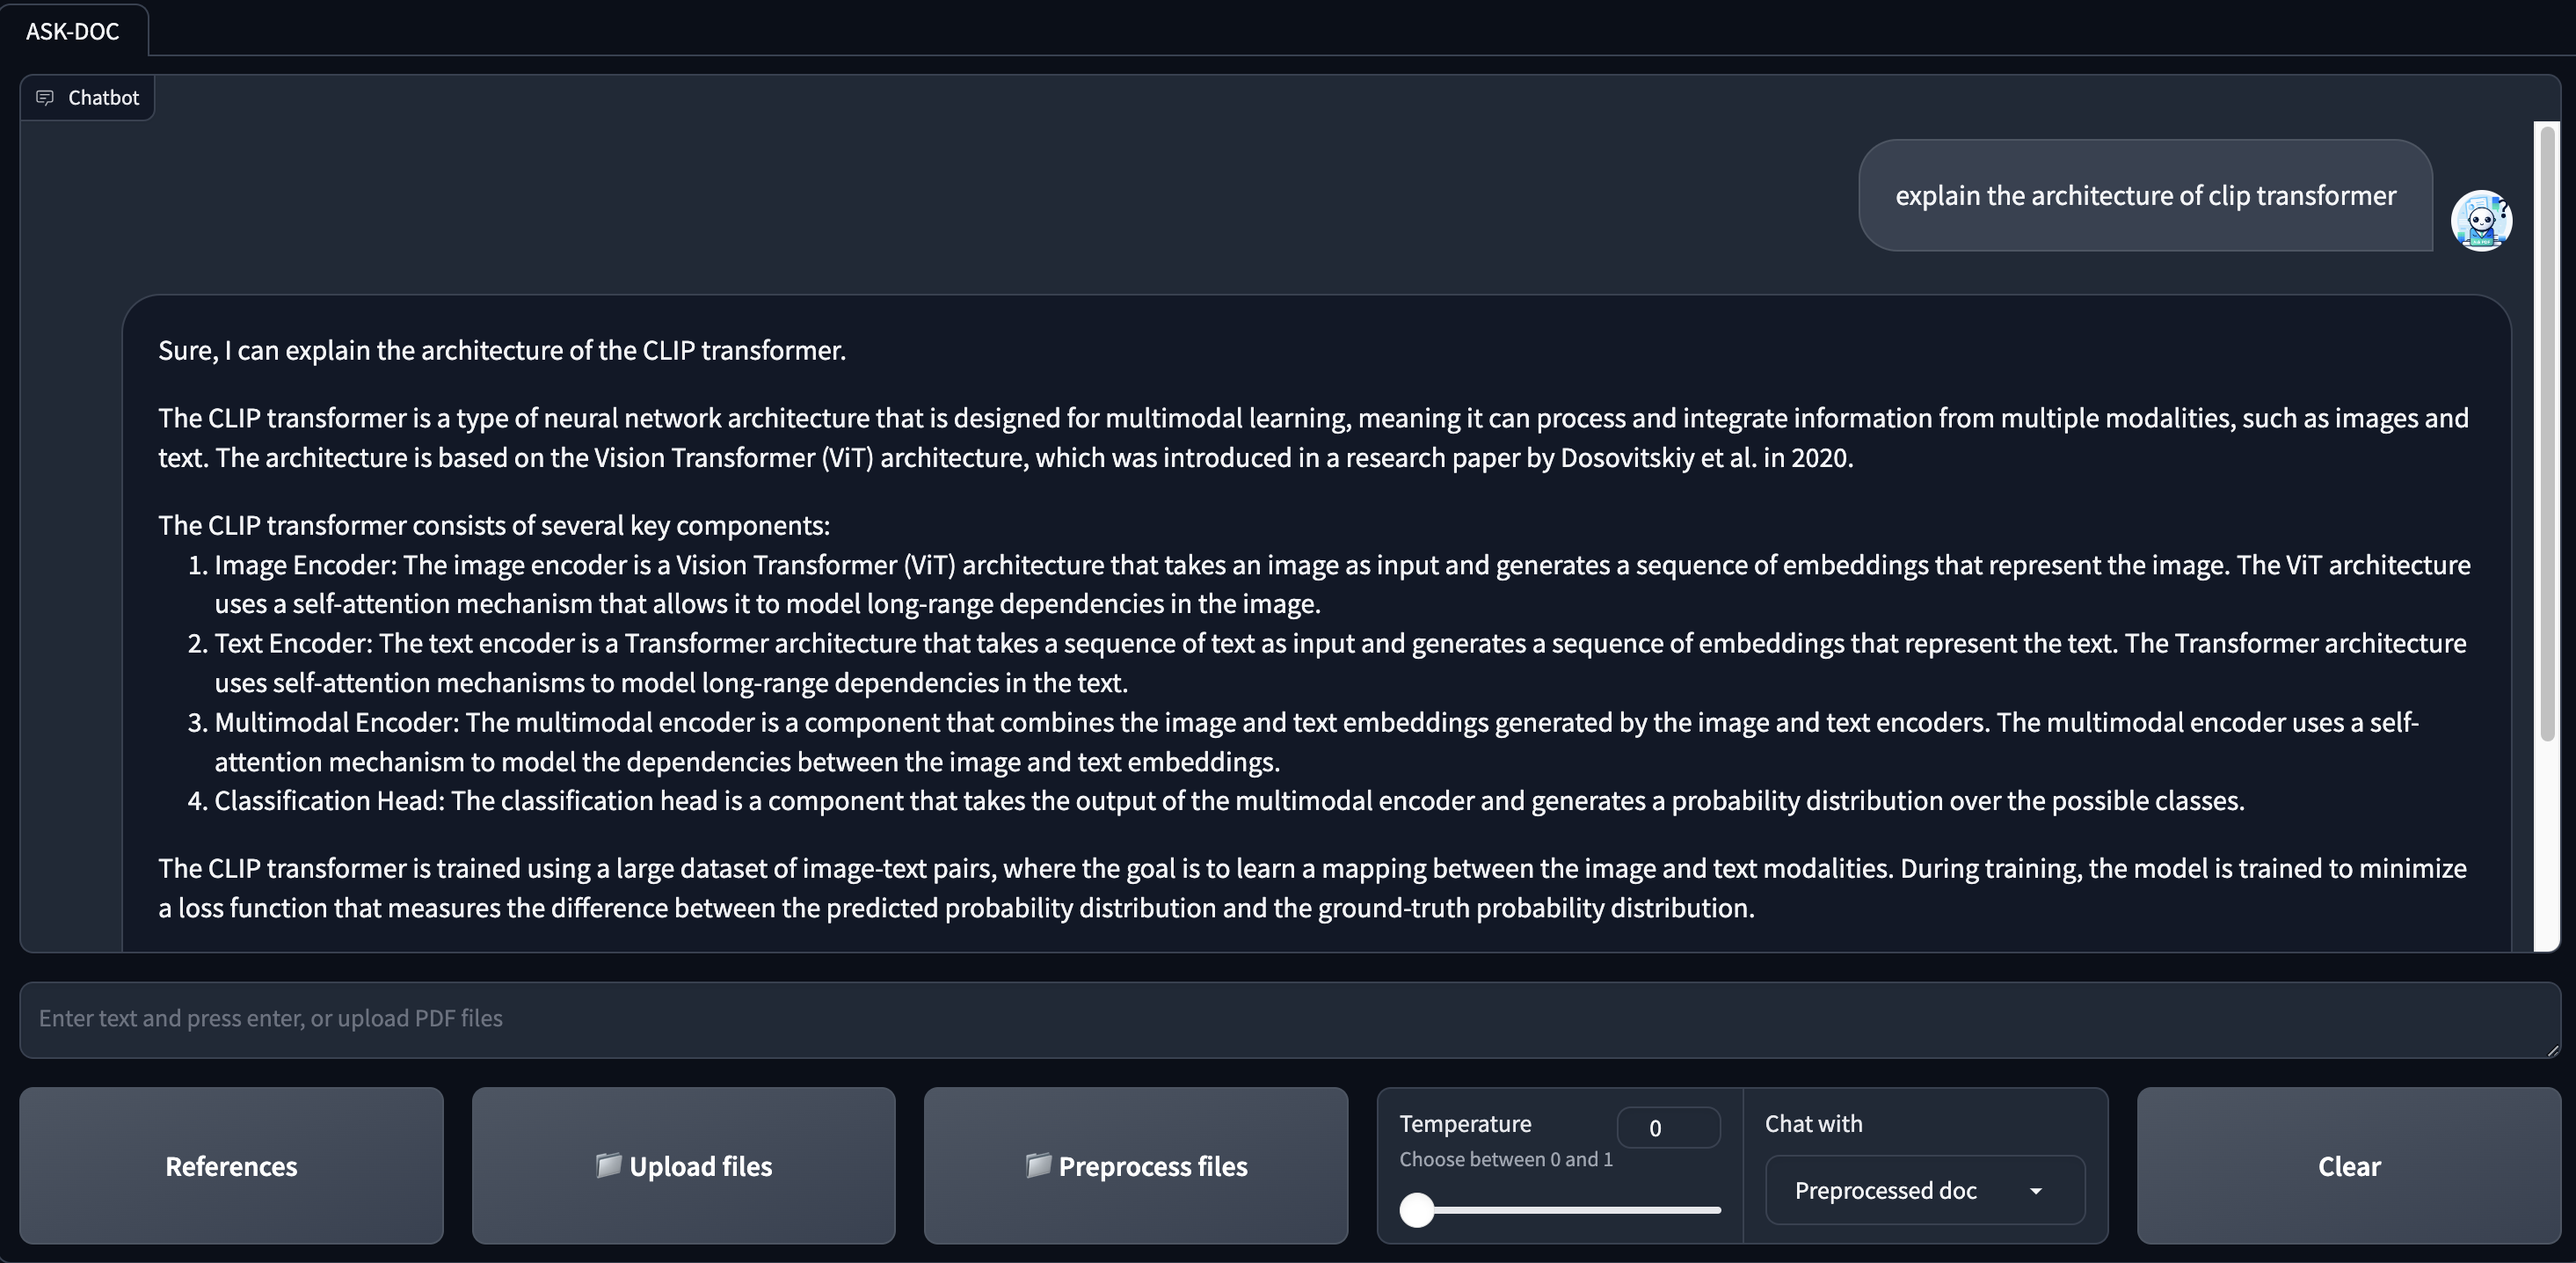 ASK-DOC
Chatbot
explain the architecture of clip transformer
Sure, I can explain the architecture of the CLIP transformer.
The CLIP transformer is a type of neural network architecture that is designed for multimodal learning, meaning it can process and integrate information from multiple modalities, such as images and
text. The architecture is based on the Vision Transformer (ViT) architecture, which was introduced in a research paper by Dosovitskiy et al. in 2020.
The CLIP transformer consists of several key components:
1. Image Encoder: The image encoder is a Vision Transformer (ViT) architecture that takes an image as input and generates a sequence of embeddings that represent the image. The ViT architecture
uses a self-attention mechanism that allows it to model long-range dependencies in the image.
2. Text Encoder: The text encoder is a Transformer architecture that takes a sequence of text as input and generates a sequence of embeddings that represent the text. The Transformer architecture
uses self-attention mechanisms to model long-range dependencies in the text.
3. Multimodal Encoder: The multimodal encoder is a component that combines the image and text embeddings generated by the image and text encoders. The multimodal encoder uses a self-
attention mechanism to model the dependencies between the image and text embeddings.
4. Classification Head: The classification head is a component that takes the output of the multimodal encoder and generates a probability distribution over the possible classes.
The CLIP transformer is trained using a large dataset of image-text pairs, where the goal is to learn a mapping between the image and text modalities. During training, the model is trained to minimize
a loss function that measures the difference between the predicted probability distribution and the ground-truth probability distribution.
Enter text and press enter, or upload PDF files
References
Upload files
Preprocess files
Temperature
0
Choose between 0 and 1
Chat with
Preprocessed doc
Clear